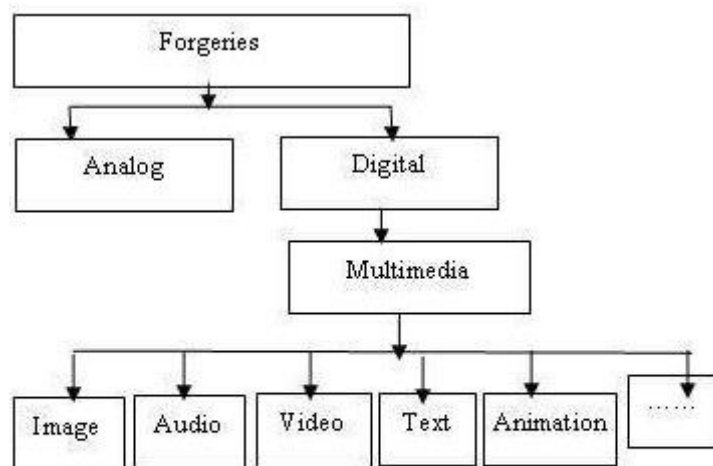 Forgeries
Analog
Digital
Multimedia
Image
Audio
Video
Text
Animation
……